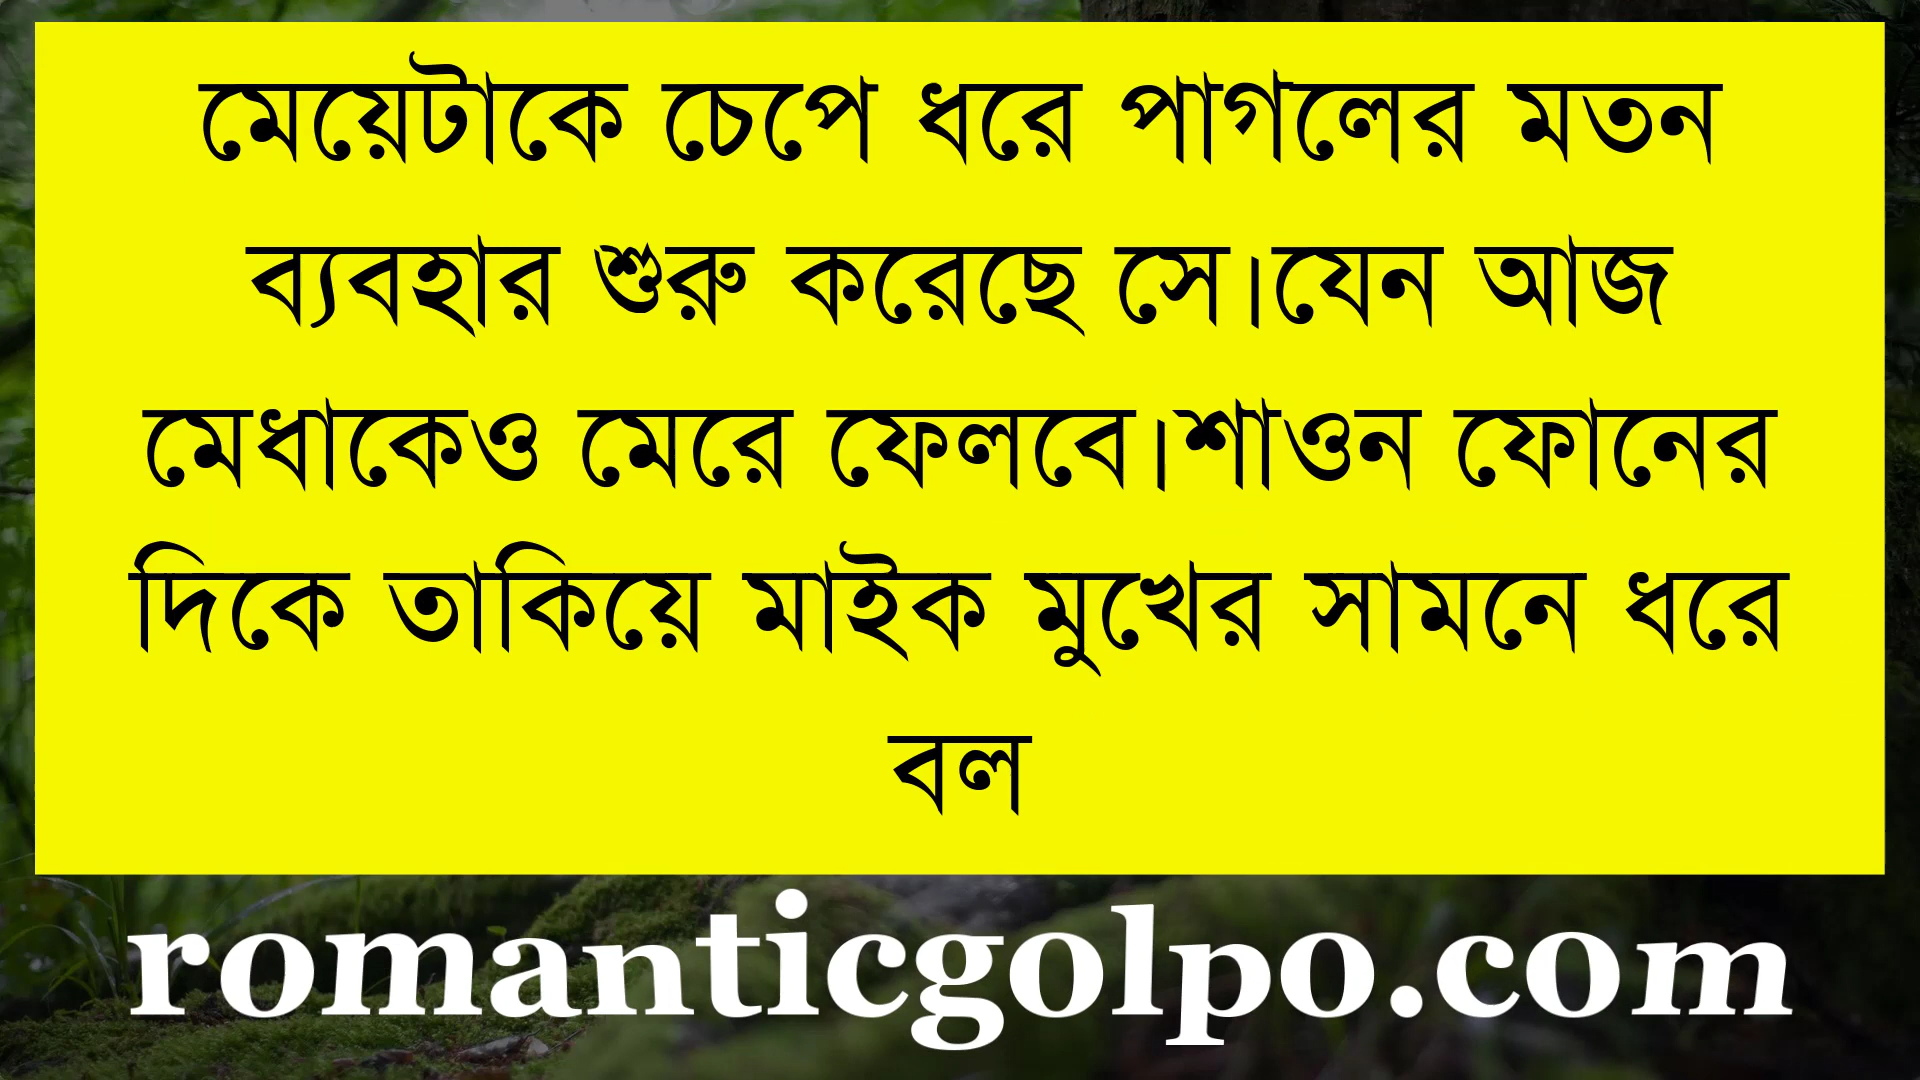 মেয়েটাকে চেপে ধরে পাগলের মতন
ব্যবহার শুরু করেছে সে।যেন আজ
মেধাকেও মেরে ফেলবে।শাওন ফোনের
দিকে তাকিয়ে মাইক মুখের সামনে ধরে
বল
romanticgolpo.com